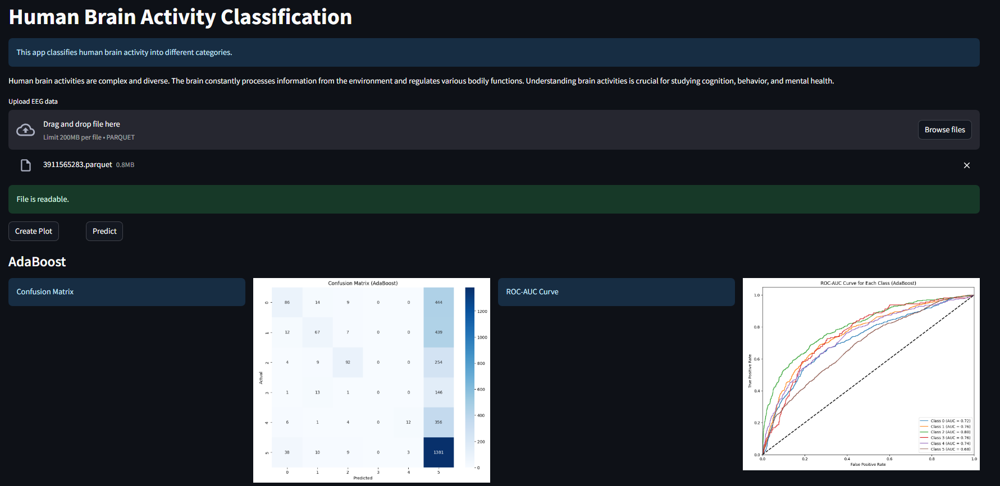 Human Brain Activity Classification
This app classifies human brain activity into different categories.
Human brain activities are complex and diverse. The brain constantly processes information from the environment and regulates various bodily functions. Understanding brain activities is crucial for studying cognition, behavior, and mental health.
Upload EEG data
Drag and drop file here
Limit 200MB per file • PARQUET
Browse files
3911565283.parquet 0.8MB
File is readable.
Create Plot
Predict
AdaBoost
Confusion Matrix
Confusion Matrix (AdaBoost)
Actual
0 86 14 9 0 0 444
1 12 67 7 0 0 439
2 4 9 92 0 0 254
3 1 13 1 0 0 146
4 6 1 4 0 12 356
5 38 10 9 0 3 1381
0 1 2 3 4 5
Predicted
1200
1000
800
600
400
200
0
ROC-AUC Curve
ROC-AUC Curve for Each Class (AdaBoost)
True Positive Rate
1.0
0.8
0.6
0.4
0.2
0.0
Class 0 (AUC = 0.72)
Class 1 (AUC = 0.76)
Class 2 (AUC = 0.80)
Class 3 (AUC = 0.76)
Class 4 (AUC = 0.74)
Class 5 (AUC = 0.68)
0.0 0.2 0.4 0.6 0.8 1.0
False Positive Rate